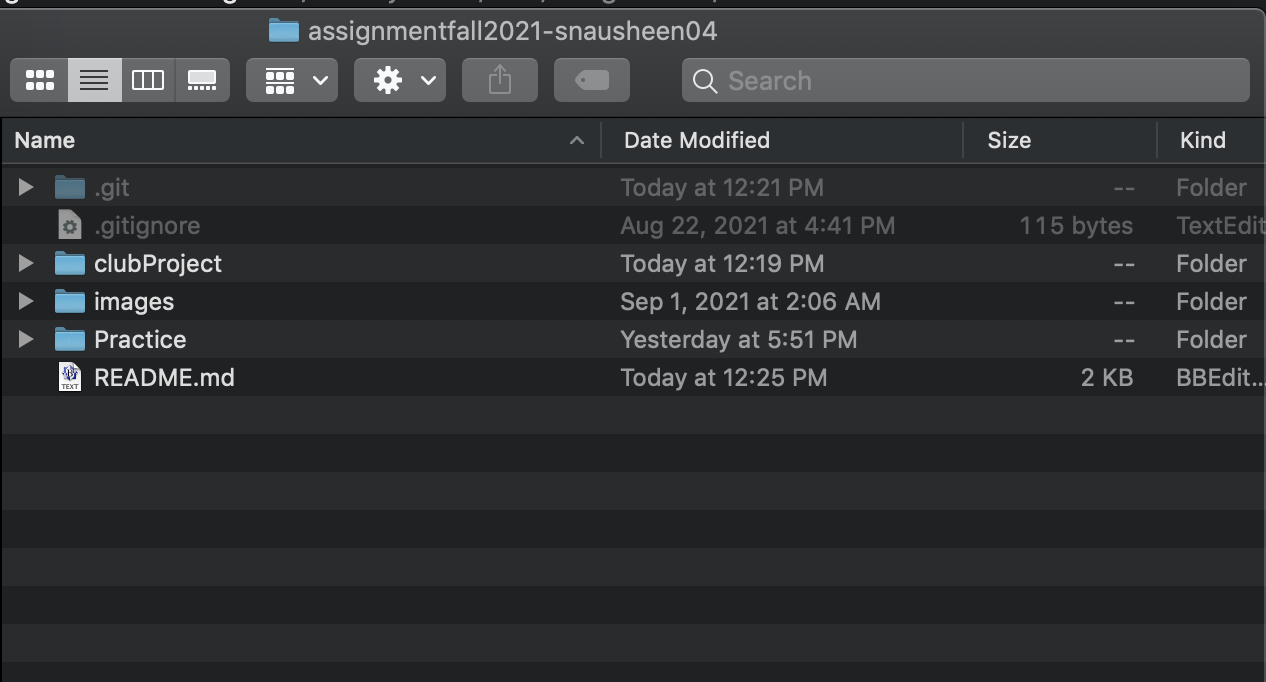 assignmentfall2021-snausheen04
Search
Name Date Modified Size Kind
.git Today at 12:21 PM -- Folder
.gitignore Aug 22, 2021 at 4:41 PM 115 bytes TextEdit
clubProject Today at 12:19 PM -- Folder
images Sep 1, 2021 at 2:06 AM -- Folder
Practice Yesterday at 5:51 PM -- Folder
TEXT README.md Today at 12:25 PM 2 KB BBEdit...